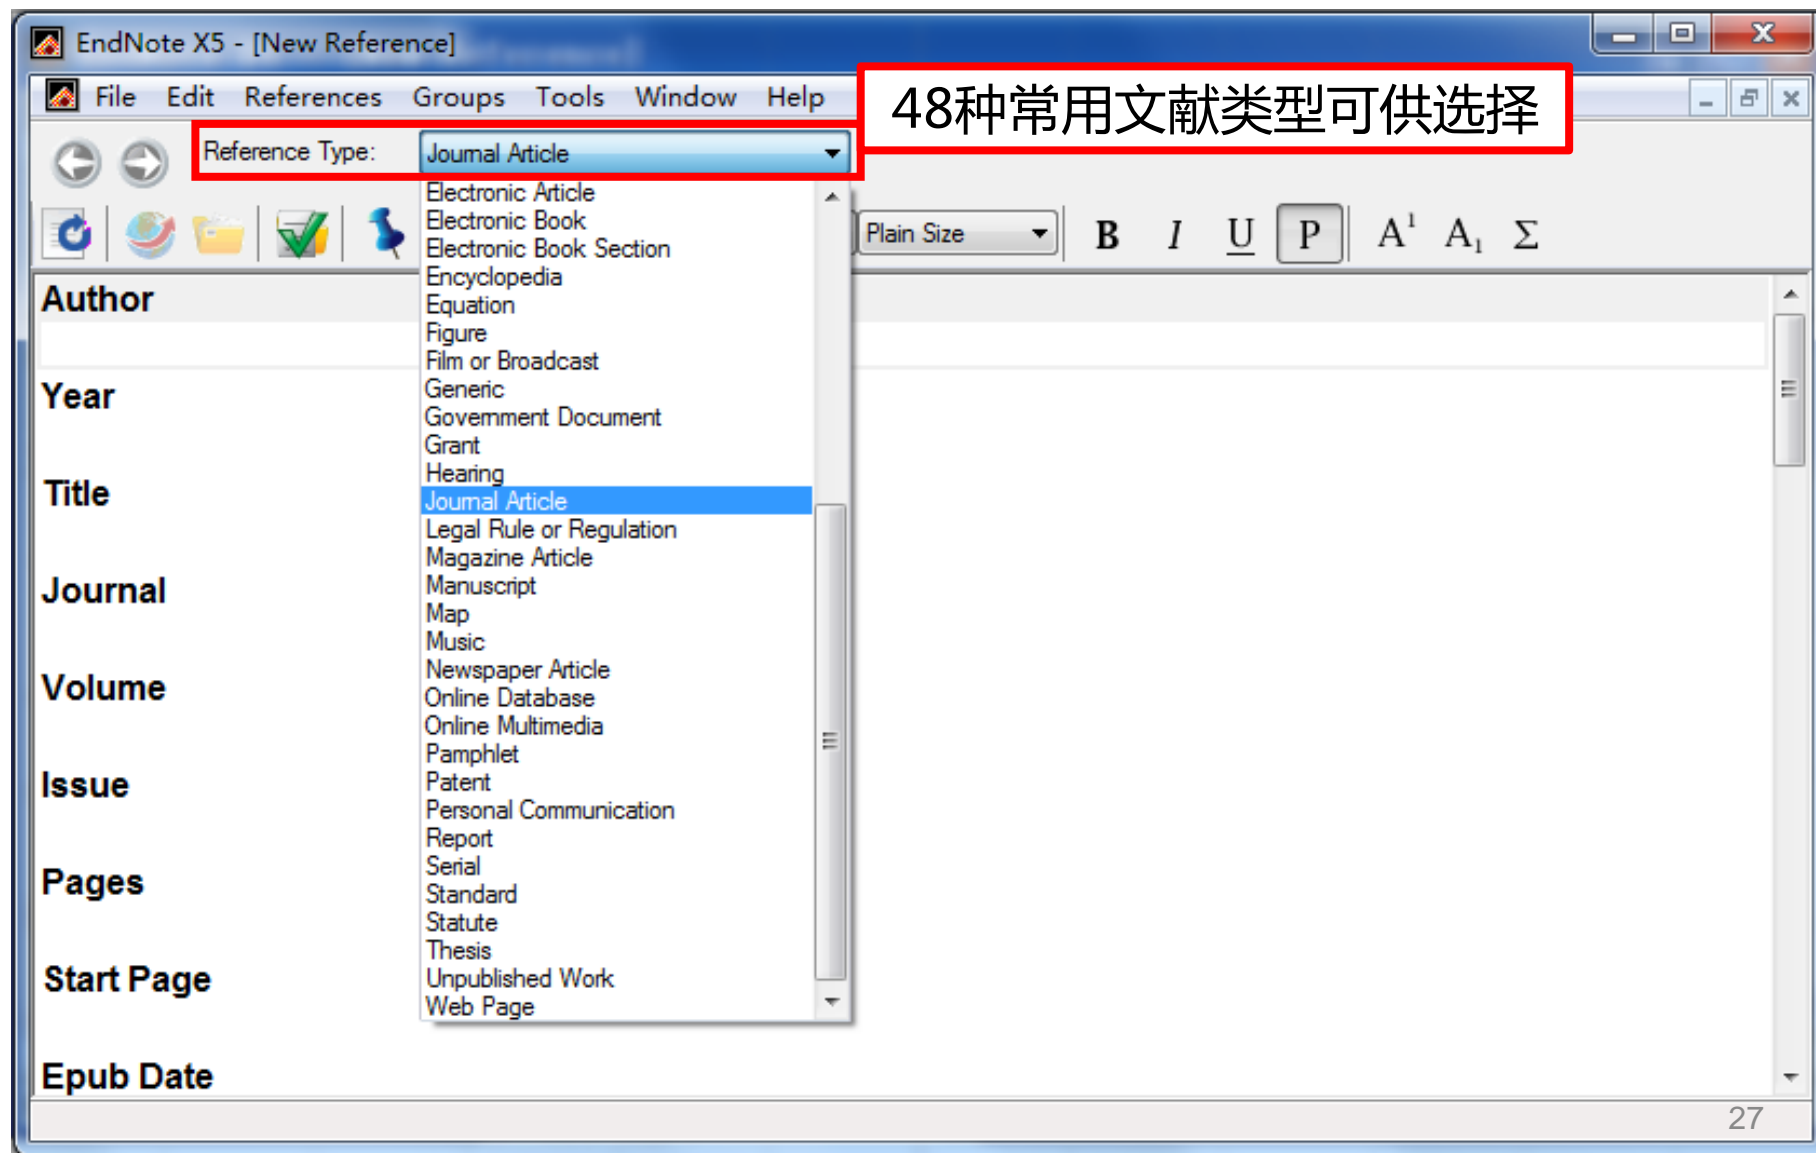 EndNote X5 - [New Reference]
File Edit References Groups Tools Window Help
48种常用文献类型可供选择
Reference Type: Journal Article
Plain Size B I U P A¹ A₁ Σ
Electronic Article
Electronic Book
Electronic Book Section
Encyclopedia
Equation
Figure
Film or Broadcast
Generic
Government Document
Grant
Hearing
Journal Article
Legal Rule or Regulation
Magazine Article
Manuscript
Map
Music
Newspaper Article
Online Database
Online Multimedia
Pamphlet
Patent
Personal Communication
Report
Serial
Standard
Statute
Thesis
Unpublished Work
Web Page
Author
Year
Title
Journal
Volume
Issue
Pages
Start Page
Epub Date
27